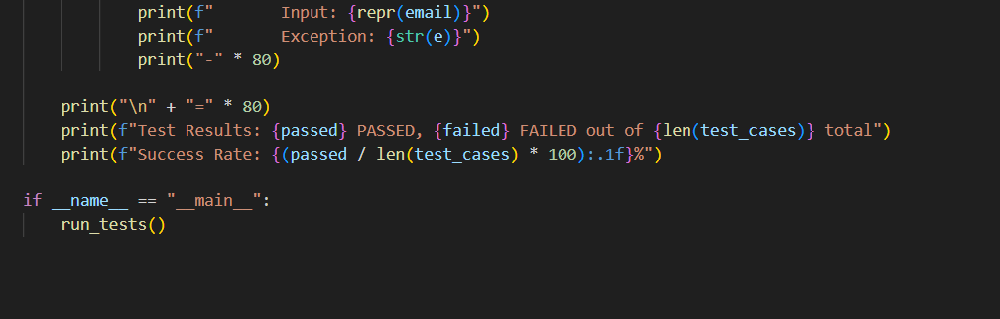 print(f"       Input: {repr(email)}")
            print(f"       Exception: {str(e)}")
            print("-" * 80)

    print("\n" + "=" * 80)
    print(f"Test Results: {passed} PASSED, {failed} FAILED out of {len(test_cases)} total")
    print(f"Success Rate: {(passed / len(test_cases) * 100):.1f}%")

if __name__ == "__main__":
    run_tests()